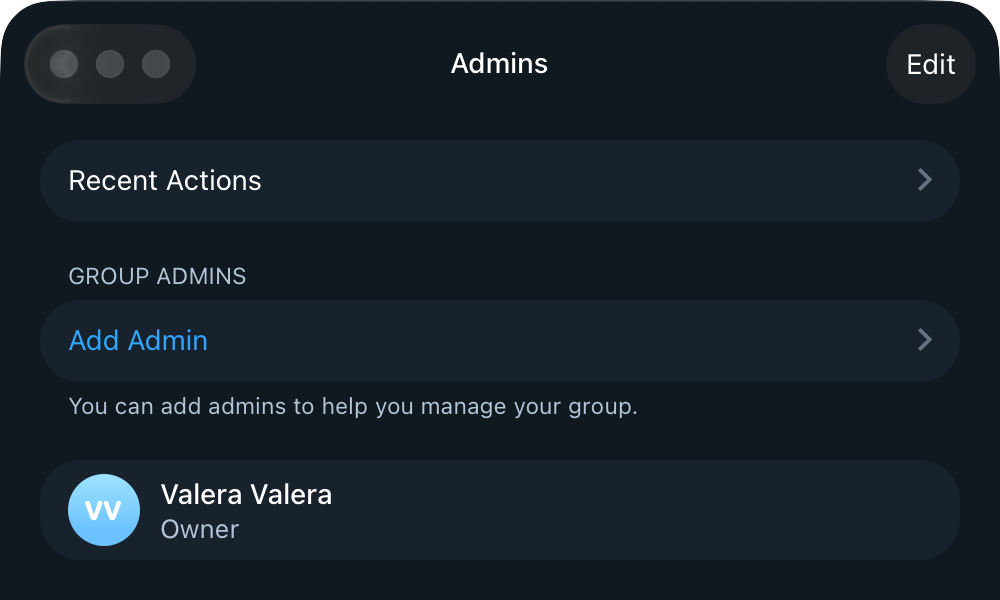 Admins
Edit
Recent Actions
GROUP ADMINS
Add Admin
You can add admins to help you manage your group.
VV
Valera Valera
Owner